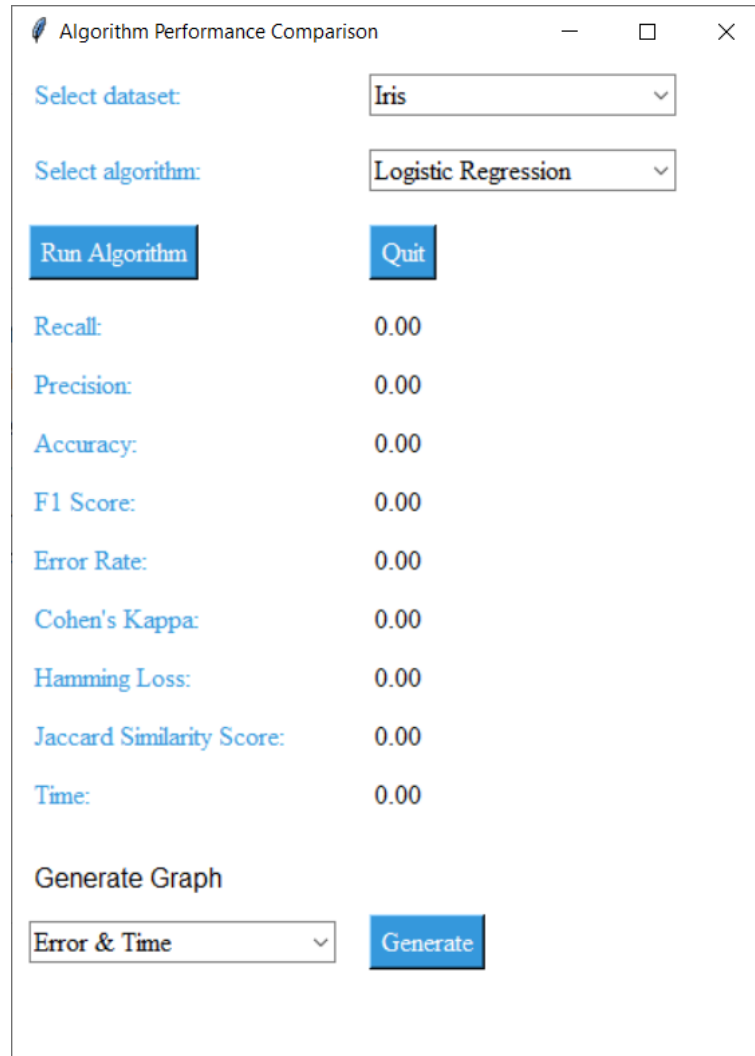 Algorithm Performance Comparison
Select dataset: Iris
Select algorithm: Logistic Regression
Run Algorithm Quit
Recall: 0.00
Precision: 0.00
Accuracy: 0.00
F1 Score: 0.00
Error Rate: 0.00
Cohen's Kappa: 0.00
Hamming Loss: 0.00
Jaccard Similarity Score: 0.00
Time: 0.00
Generate Graph
Error & Time Generate